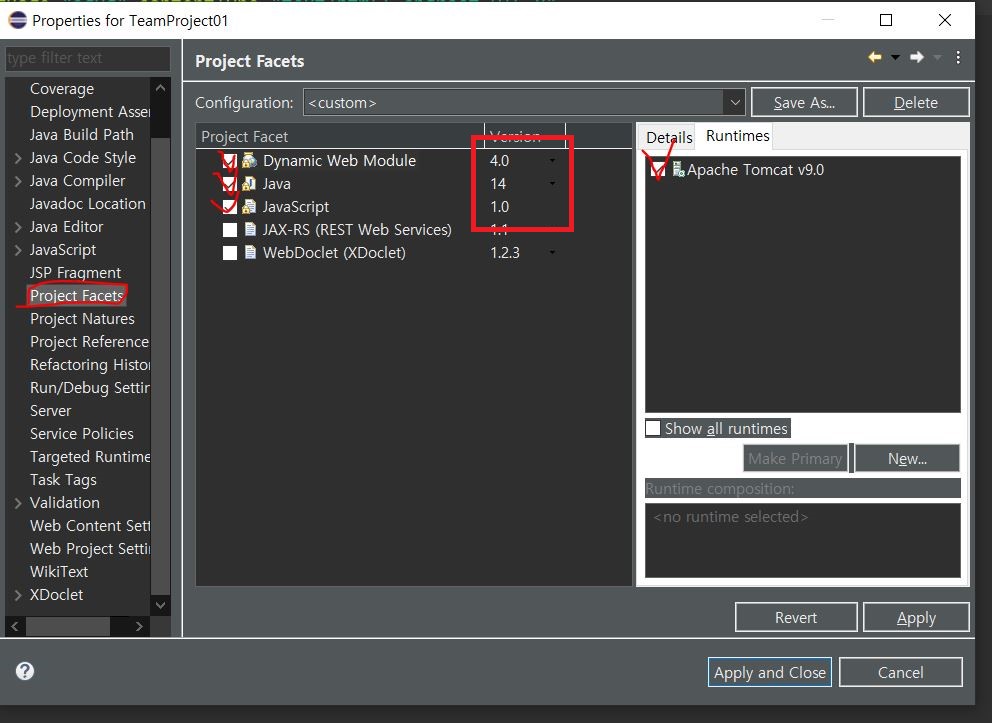 Properties for TeamProject01
type filter text
Coverage
Deployment Asse
Java Build Path
Java Code Style
Java Compiler
Javadoc Location
Java Editor
JavaScript
JSP Fragment
Project Facets
Project Natures
Project Reference
Refactoring Histo
Run/Debug Settin
Server
Service Policies
Targeted Runtime
Task Tags
Validation
Web Content Sett
Web Project Setti
WikiText
XDoclet
Project Facets
Configuration: <custom> Save As... Delete
Project Facet Version
Dynamic Web Module 4.0
Java 14
JavaScript 1.0
JAX-RS (REST Web Services) 1.1
WebDoclet (XDoclet) 1.2.3
Details Runtimes
Apache Tomcat v9.0
Show all runtimes
Make Primary New...
Runtime composition:
<no runtime selected>
Revert Apply
Apply and Close Cancel